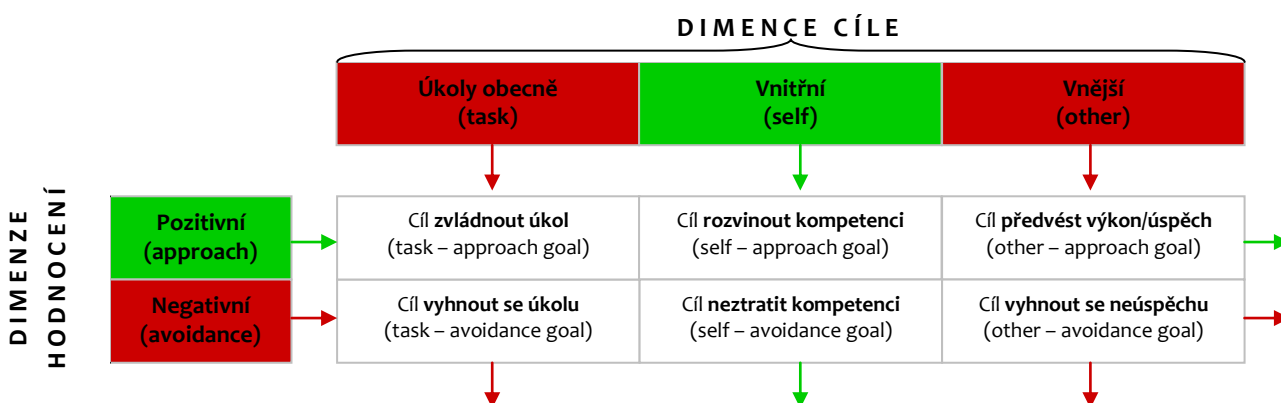 DIMENCE CÍLE
Úkoly obecně
(task)
Vnitřní
(self)
Vnější
(other)
DIMENZE
HODNOCENÍ
Pozitivní
(approach)
Cíl zvládnout úkol
(task – approach goal)
Cíl rozvinout kompetenci
(self – approach goal)
Cíl předvést výkon/úspěch
(other – approach goal)
Negativní
(avoidance)
Cíl vyhnout se úkolu
(task – avoidance goal)
Cíl neztratit kompetenci
(self – avoidance goal)
Cíl vyhnout se neúspěchu
(other – avoidance goal)